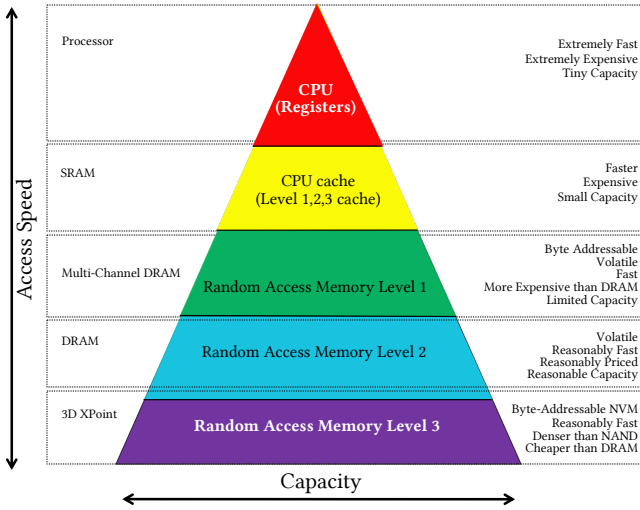 Processor
CPU
(Registers)
Extremely Fast
Extremely Expensive
Tiny Capacity
SRAM
CPU cache
(Level 1,2,3 cache)
Faster
Expensive
Small Capacity
Multi-Channel DRAM
Random Access Memory Level 1
Byte Addressable
Volatile
Fast
More Expensive than DRAM
Limited Capacity
DRAM
Random Access Memory Level 2
Volatile
Reasonably Fast
Reasonably Priced
Reasonable Capacity
3D XPoint
Random Access Memory Level 3
Byte-Addressable NVM
Reasonably Fast
Denser than NAND
Cheaper than DRAM
Access Speed
Capacity